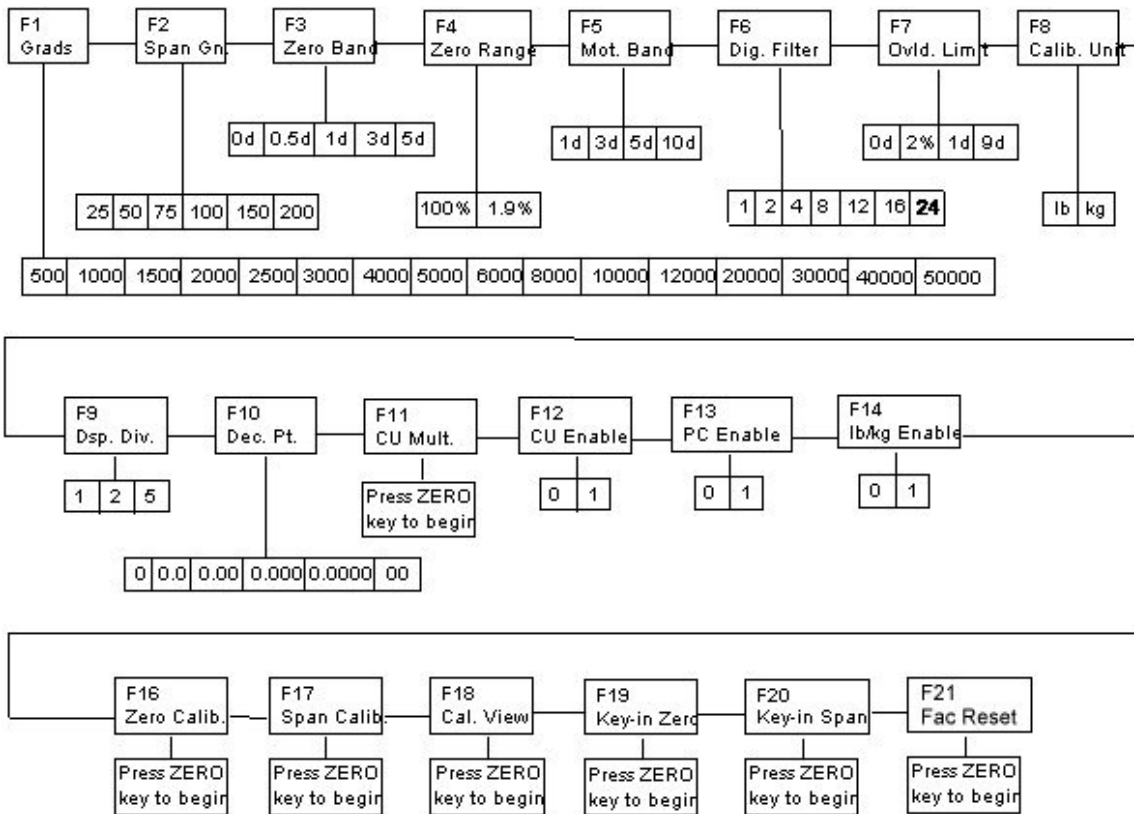 F1
Grads
F2
Span Gn.
F3
Zero Band
F4
Zero Range
F5
Mot. Band
F6
Dig. Filter
F7
Ovld. Limit
F8
Calib. Unit
0d 0.5d 1d 3d 5d
1d 3d 5d 10d
0d 2% 1d 9d
25 50 75 100 150 200
100% 1.9%
1 2 4 8 12 16 24
lb kg
500 1000 1500 2000 2500 3000 4000 5000 6000 8000 10000 12000 20000 30000 40000 50000
F9
Dsp. Div.
F10
Dec. Pt.
F11
CU Mult.
F12
CU Enable
F13
PC Enable
F14
lb/kg Enable
1 2 5
Press ZERO
key to begin
0 1
0 1
0 1
0 0.0 0.00 0.000 0.0000 00
F16
Zero Calib.
F17
Span Calib.
F18
Cal. View
F19
Key-in Zero
F20
Key-in Span
F21
Fac Reset
Press ZERO
key to begin
Press ZERO
key to begin
Press ZERO
key to begin
Press ZERO
key to begin
Press ZERO
key to begin
Press ZERO
key to begin